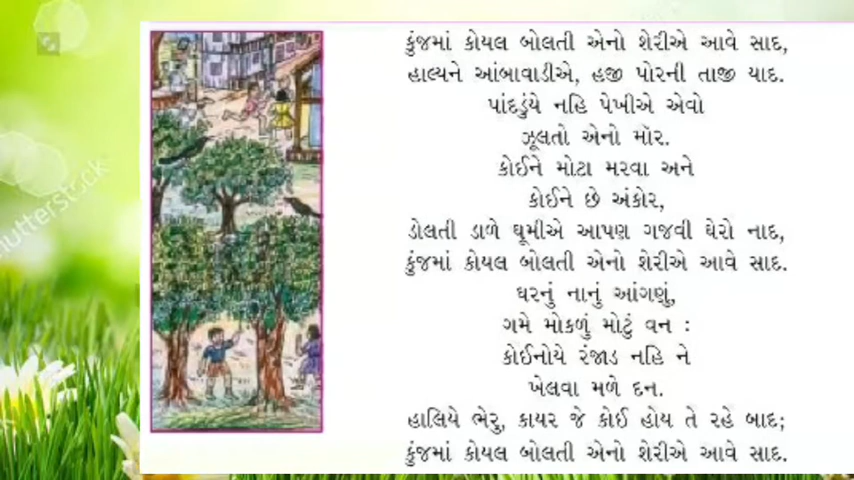 કુંજમાં કોયલ બોલતી એનો શેરીએ આવે સાદ,
હાલ્યને આંબાવાડીએ, હજી પોરની તાજી યાદ.
પાંદડુંયે નહિ પેખીએ એવો
ઝૂલતો એનો મૉર.
કોઈને મોટા મરવા અને
કોઈને છે અંકોર,
ડોલતી ડાળે ઘૂમીએ આપણ ગજવી ઘેરો નાદ,
કુંજમાં કોયલ બોલતી એનો શેરીએ આવે સાદ.
ઘરનું નાનું આંગણું,
ગમે મોકળું મોટું વન :
કોઈનોયે રંજાડ નહિ ને
ખેલવા મળે દન.
હાલિયે ભેરુ, કાયર જે કોઈ હોય તે રહે બાદ;
કુંજમાં કોયલ બોલતી એનો શેરીએ આવે સાદ.